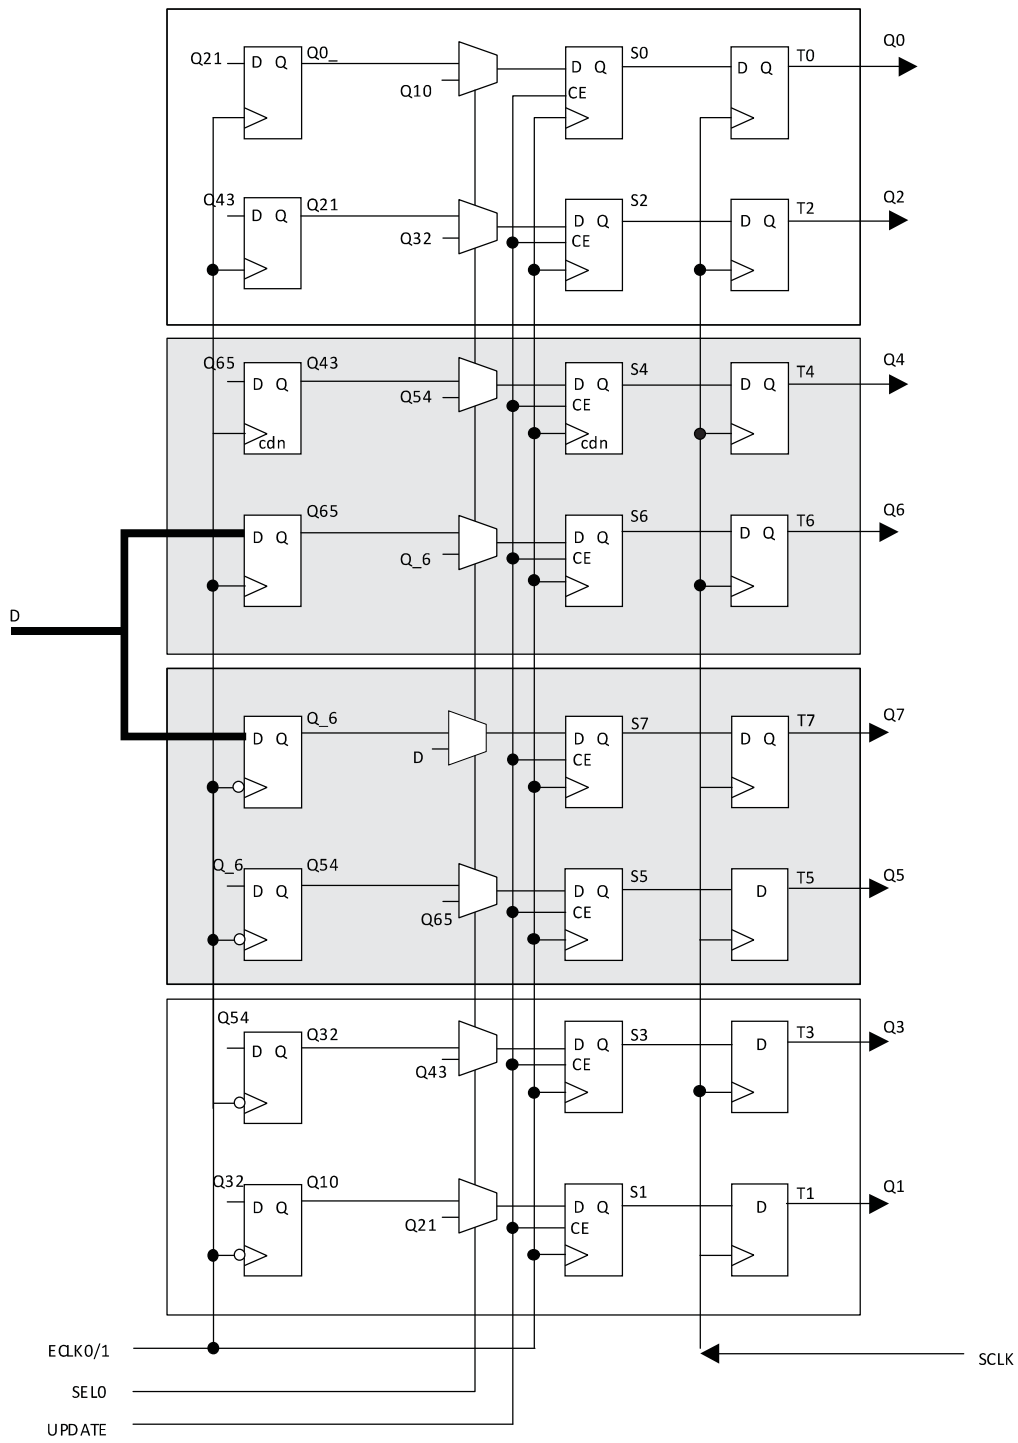 Q0
Q21 D Q Q0_ D Q S0 D Q T0
Q10 CE
Q2
Q43 D Q Q21 D Q S2 D Q T2
Q32 CE
Q4
Q65 D Q Q43 D Q S4 D Q T4
Q54 CE
cdn cdn
Q6
D Q Q65 D Q S6 D Q T6
Q_6 CE
D
Q7
D Q Q_6 D Q S7 D Q T7
D CE
Q5
Q_6 D Q Q54 D Q S5 D T5
Q65 CE
Q3
Q54 D Q Q32 D Q S3 D T3
Q43 CE
Q1
Q32 D Q Q10 D Q S1 D T1
Q21 CE
ECLK0/1
SCLK
SEL0
UPDATE